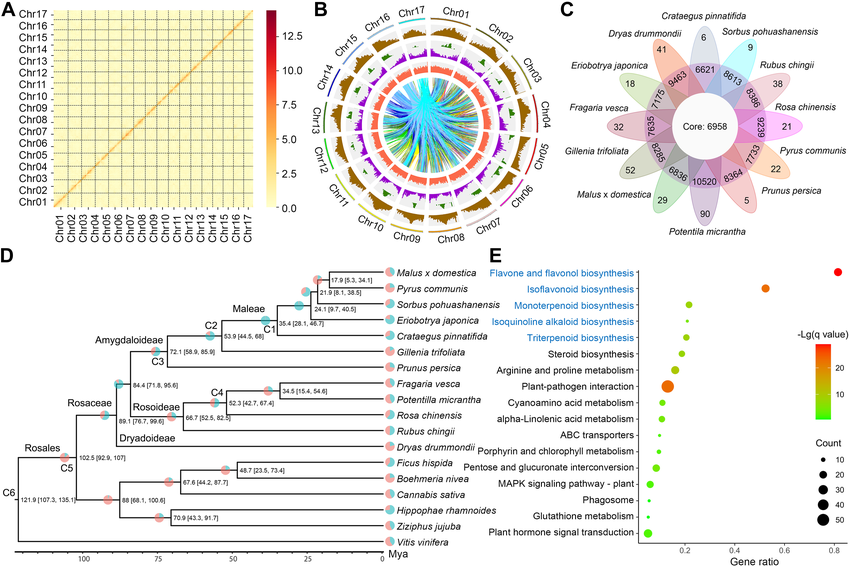 A
Chr17
Chr16
Chr15
Chr14
Chr13
Chr12
Chr11
Chr10
Chr09
Chr08
Chr07
Chr06
Chr05
Chr04
Chr03
Chr02
Chr01
Chr01
Chr02
Chr03
Chr04
Chr05
Chr06
Chr07
Chr08
Chr09
Chr10
Chr11
Chr12
Chr13
Chr14
Chr15
Chr16
Chr17
12.5
10.0
7.5
5.0
2.5
0.0
B
Chr01
Chr02
Chr03
Chr04
Chr05
Chr06
Chr07
Chr08
Chr09
Chr10
Chr11
Chr12
Chr13
Chr14
Chr15
Chr16
Chr17
C
Crataegus pinnatifida
Sorbus pohuashanensis
Rubus chingii
Rosa chinensis
Pyrus communis
Prunus persica
Potentilla micrantha
Malus x domestica
Gillenia trifoliata
Fragaria vesca
Eriobotrya japonica
Dryas drummondii
6
9
38
21
22
5
90
29
52
32
18
41
6621
8613
8386
9239
7733
8364
10520
6836
8285
7635
7175
9463
Core: 6958
D
Malus x domestica
Pyrus communis
Sorbus pohuashanensis
Eriobotrya japonica
Crataegus pinnatifida
Gillenia trifoliata
Prunus persica
Fragaria vesca
Potentilla micrantha
Rosa chinensis
Rubus chingii
Dryas drummondii
Ficus hispida
Boehmeria nivea
Cannabis sativa
Hippophae rhamnoides
Ziziphus jujuba
Vitis vinifera
17.9 [5.3, 34.1]
21.9 [8.1, 38.5]
24.1 [9.7, 40.5]
Maleae
C1
35.4 [28.1, 46.7]
C2
53.9 [44.5, 68]
Amygdaloideae
C3
72.1 [58.9, 85.9]
84.4 [71.8, 95.6]
34.5 [15.4, 54.6]
C4
52.3 [42.7, 67.4]
Rosoideae
66.7 [52.5, 82.5]
Rosaceae
89.1 [76.7, 99.6]
Dryadoideae
Rosales
C5
102.5 [92.9, 107]
48.7 [23.5, 73.4]
67.6 [44.2, 87.7]
C6
121.9 [107.3, 135.1]
88 [68.1, 100.6]
70.9 [43.3, 91.7]
100
75
50
25
0
Mya
E
Flavone and flavonol biosynthesis
Isoflavonoid biosynthesis
Monoterpenoid biosynthesis
Isoquinoline alkaloid biosynthesis
Triterpenoid biosynthesis
Steroid biosynthesis
Arginine and proline metabolism
Plant-pathogen interaction
Cyanoamino acid metabolism
alpha-Linolenic acid metabolism
ABC transporters
Porphyrin and chlorophyll metabolism
Pentose and glucuronate interconversion
MAPK signaling pathway - plant
Phagosome
Glutathione metabolism
Plant hormone signal transduction
0.2
0.4
0.6
0.8
Gene ratio
-Lg(q value)
20
10
Count
10
20
30
40
50